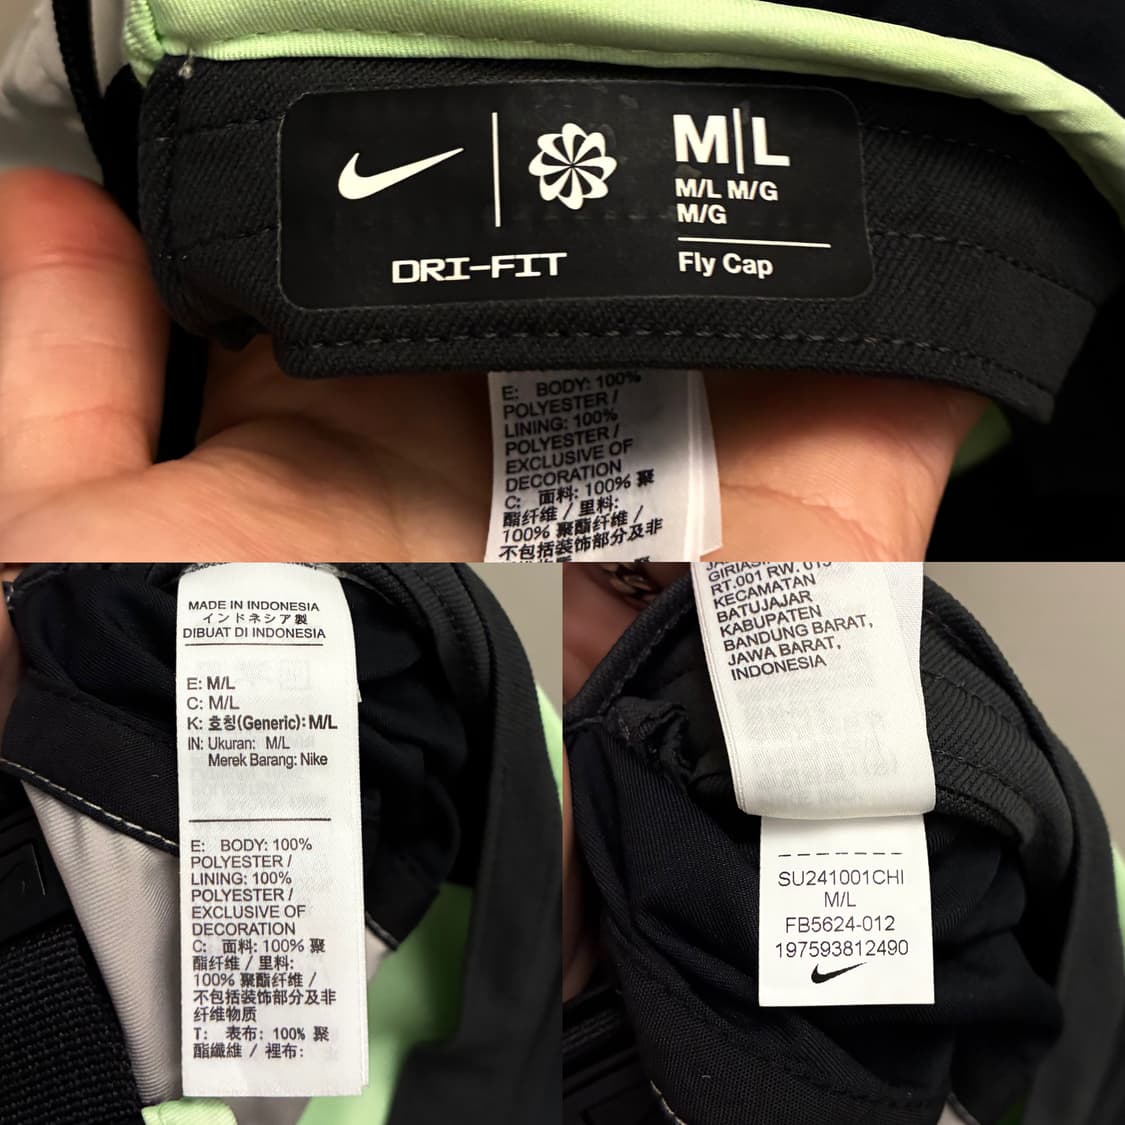 M|L
M/L M/G
M/G
DRI-FIT
Fly Cap
E: BODY: 100%
POLYESTER /
LINING: 100%
POLYESTER /
EXCLUSIVE OF
DECORATION
C: 面料: 100% 聚
酯纤维 / 里料:
100% 聚酯纤维 /
不包括装饰部分及非
MADE IN INDONESIA
インドネシア製
DIBUAT DI INDONESIA
E: M/L
C: M/L
K: 호칭(Generic): M/L
IN: Ukuran: M/L
Merek Barang: Nike
E: BODY: 100%
POLYESTER /
LINING: 100%
POLYESTER /
EXCLUSIVE OF
DECORATION
C: 面料: 100% 聚
酯纤维 / 里料:
100% 聚酯纤维 /
不包括装饰部分及非
纤维物质
T: 表布: 100% 聚
酯纖維 / 裡布:
RT.001 RW.
KECAMATAN
BATUJAJAR
KABUPATEN
BANDUNG BARAT,
JAWA BARAT,
INDONESIA
SU241001CHI
M/L
FB5624-012
197593812490